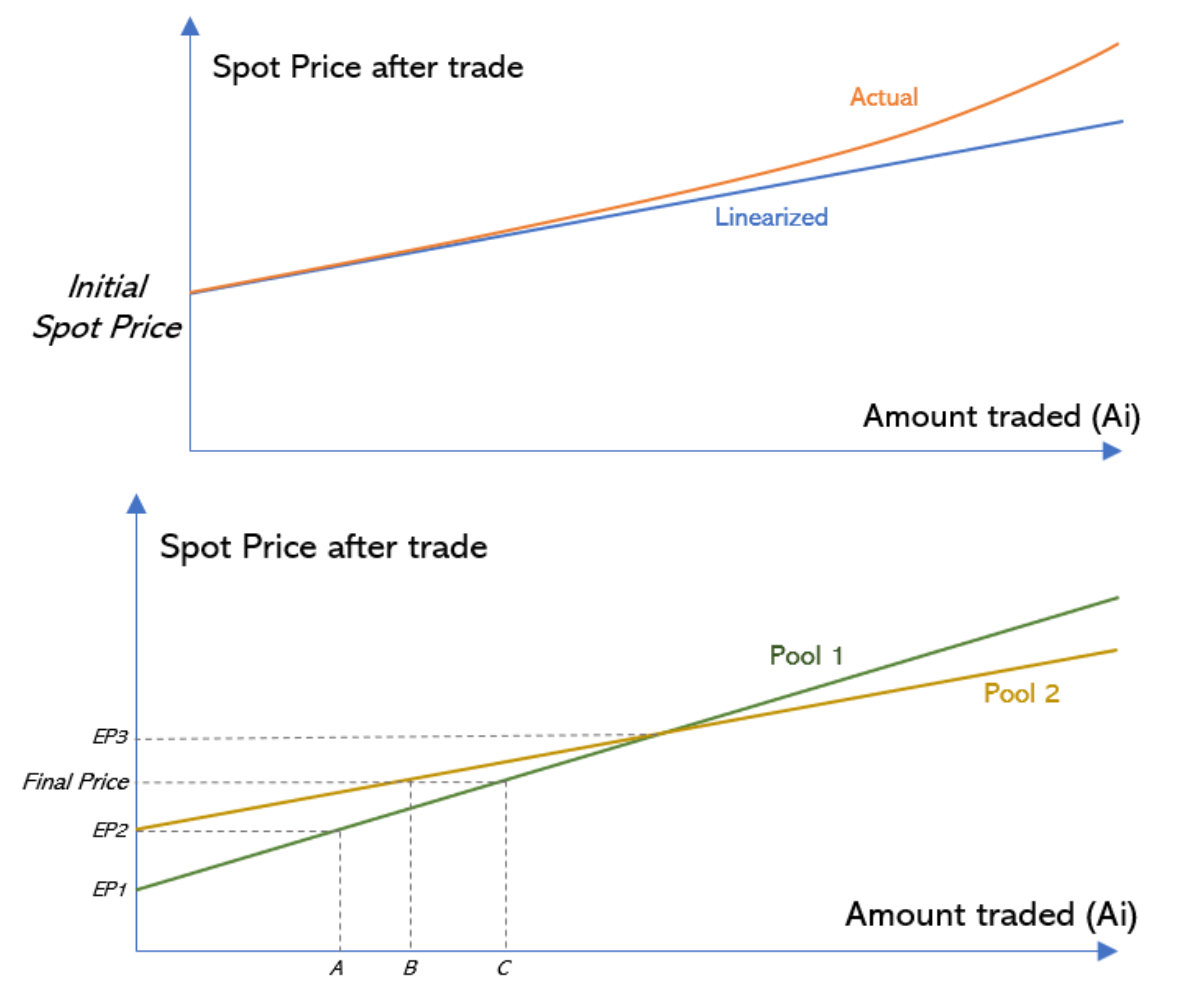 Spot Price after trade
Actual
Linearized
Initial
Spot Price
Amount traded (Ai)
Spot Price after trade
Pool 1
Pool 2
EP3
Final Price
EP2
EP1
Amount traded (Ai)
A B C